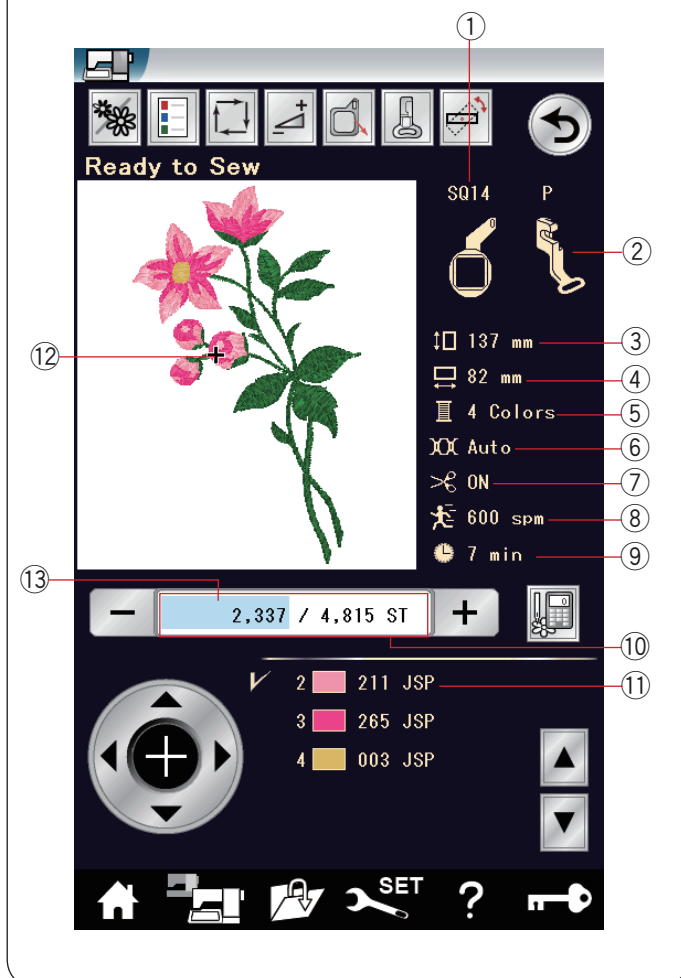 ①
Ready to Sew
SQ14 P
②
⑫
137 mm ③
82 mm ④
4 Colors ⑤
Auto ⑥
ON ⑦
600 spm ⑧
7 min ⑨
⑬
− 2,337 / 4,815 ST +
⑩
2 211 JSP ⑪
3 265 JSP
4 003 JSP
SET
?